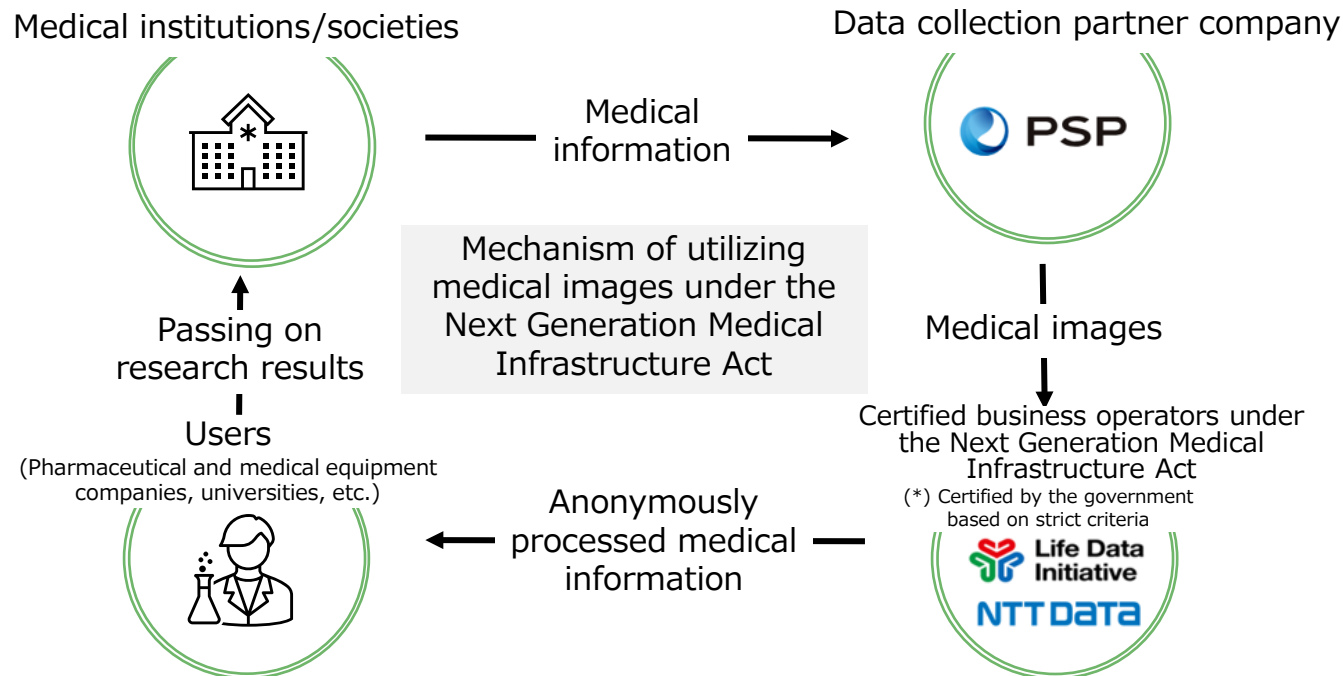 Medical institutions/societies
Data collection partner company
Medical
information
PSP
Mechanism of utilizing
medical images under the
Next Generation Medical
Infrastructure Act
Passing on
research results
Medical images
Users
(Pharmaceutical and medical equipment
companies, universities, etc.)
Certified business operators under
the Next Generation Medical
Infrastructure Act
(*) Certified by the government
based on strict criteria
Anonymously
processed medical
information
Life Data
Initiative
NTT DATA